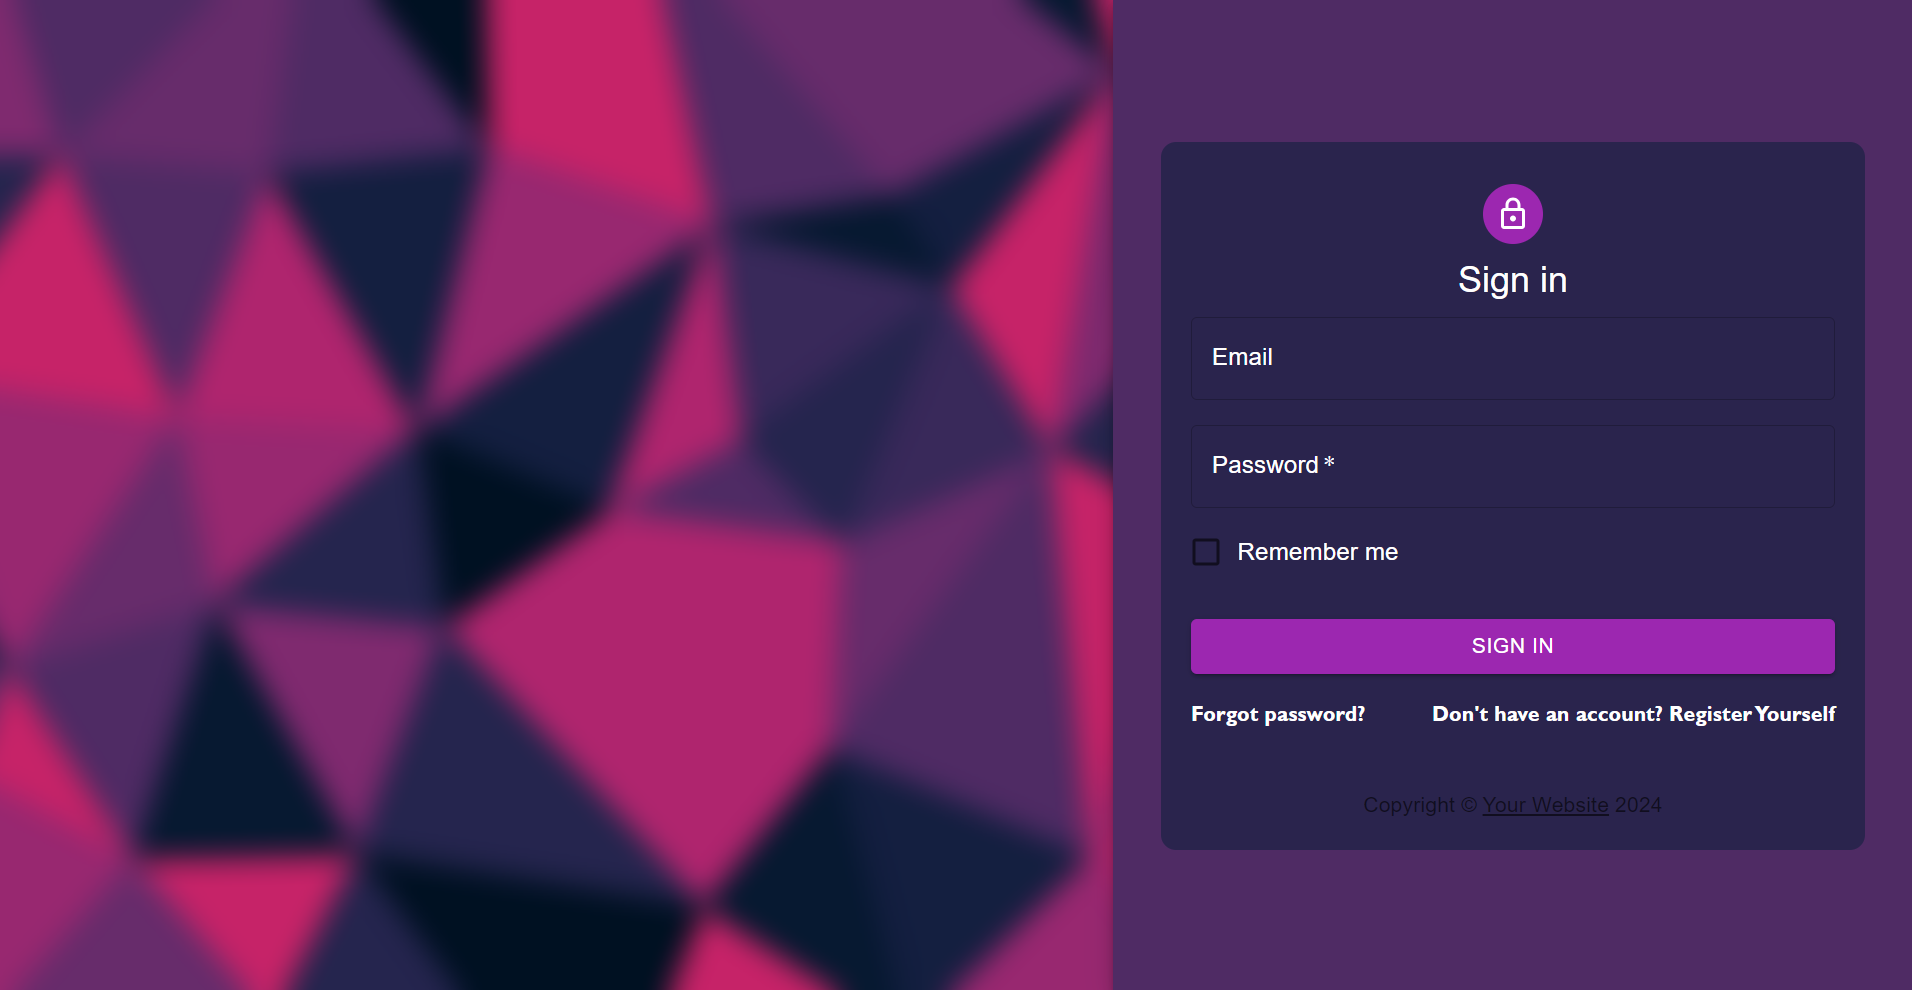 Sign in
Email
Password *
Remember me
SIGN IN
Forgot password? Don't have an account? Register Yourself
Copyright © Your Website 2024